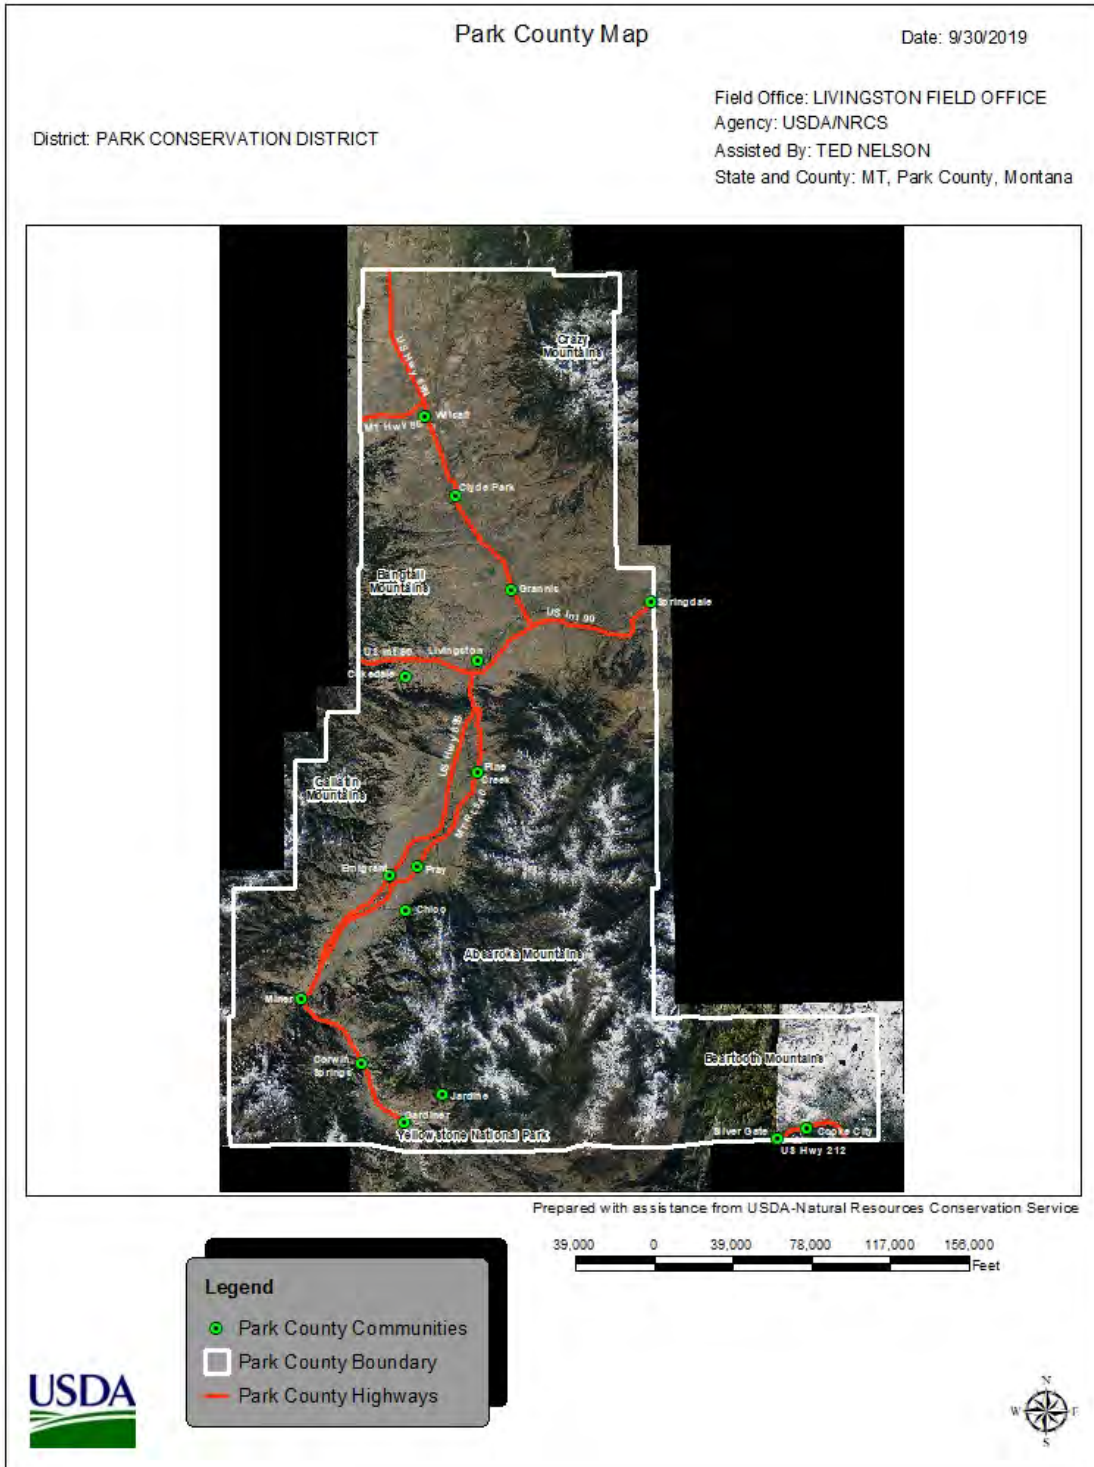 Park County Map
Date: 9/30/2019
Field Office: LIVINGSTON FIELD OFFICE
Agency: USDA/NRCS
District: PARK CONSERVATION DISTRICT
Assisted By: TED NELSON
State and County: MT, Park County, Montana
Crazy
Mountains
US Hwy 89N
Wilsall
MT Hwy 86
Clyde Park
Bangtail
Mountains
Grannis
Springdale
US Int 90
US Int 90
Livingston
Cokedale
US Hwy 89S
Pine
Creek
Gallatin
Mountains
Mt Rt 540
Emigrant
Pray
Chico
Absaroka Mountains
Miner
Corwin
Springs
Beartooth Mountains
Jardine
Gardiner
Yellowstone National Park
Silver Gate
Cooke City
US Hwy 212
Prepared with assistance from USDA-Natural Resources Conservation Service
39,000 0 39,000 78,000 117,000 156,000
Feet
Legend
Park County Communities
Park County Boundary
Park County Highways
USDA
N
W E
S